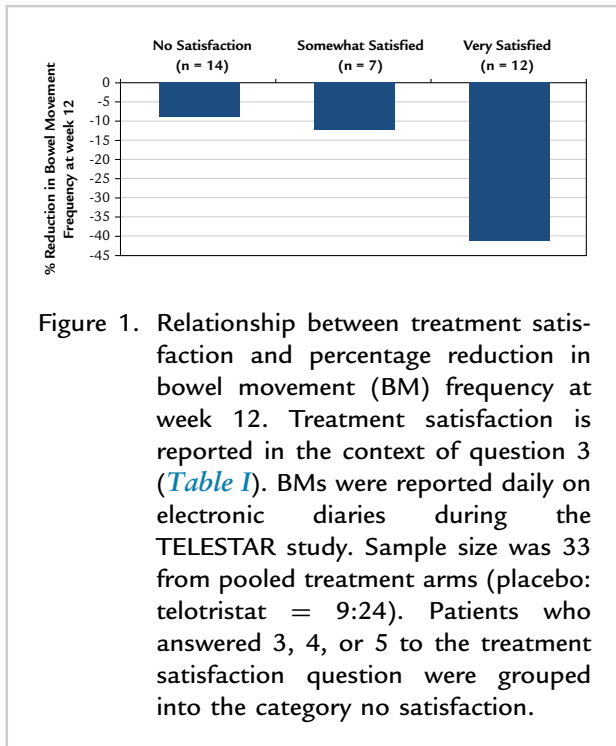 No Satisfaction Somewhat Satisfied Very Satisfied
(n = 14) (n = 7) (n = 12)
% Reduction in Bowel Movement
Frequency at week 12
0
-5
-10
-15
-20
-25
-30
-35
-40
-45
Figure 1. Relationship between treatment satis-
faction and percentage reduction in
bowel movement (BM) frequency at
week 12. Treatment satisfaction is
reported in the context of question 3
(Table I). BMs were reported daily on
electronic diaries during the
TELESTAR study. Sample size was 33
from pooled treatment arms (placebo:
telotristat = 9:24). Patients who
answered 3, 4, or 5 to the treatment
satisfaction question were grouped
into the category no satisfaction.